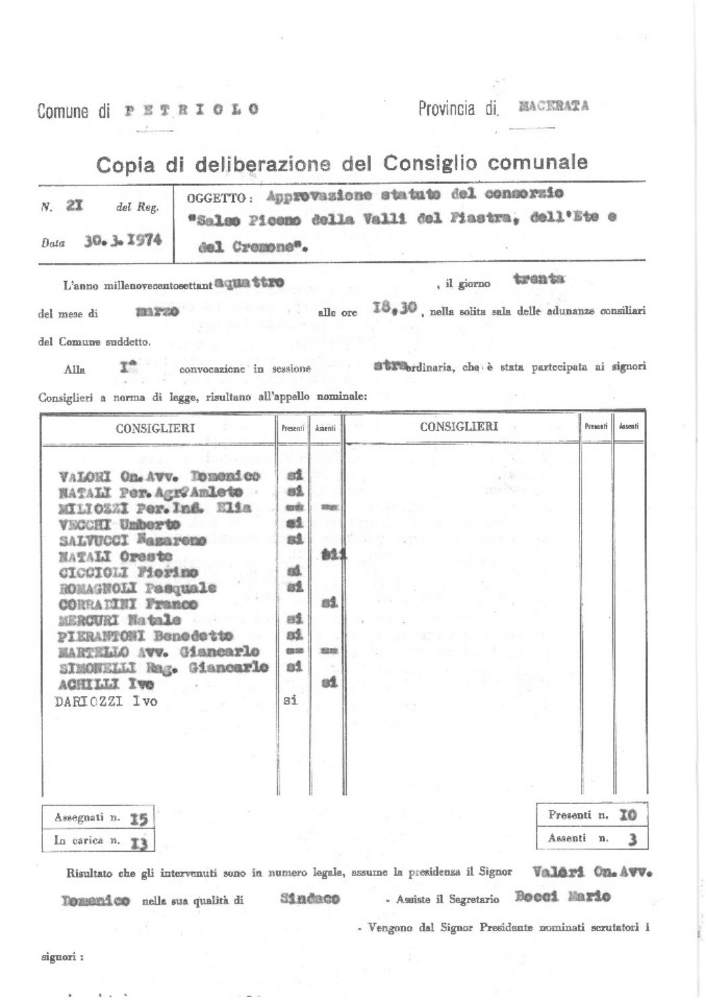 Comune di PETRIOLO Provincia di MACERATA
Copia di deliberazione del Consiglio comunale
N. 2I del Reg.
Data 30.3.I974
OGGETTO: Approvazione statuto del consorzio
"Salso Piceno della Valli del Fiastra, dell'Ete e
del Cremone".
L'anno millenovecentosettantaquattro , il giorno trenta
del mese di marzo alle ore I8,30 , nella solita sala delle adunanze consiliari
del Comune suddetto.
Alla Iª convocazione in sessione straordinaria, che è stata partecipata ai signori
Consiglieri a norma di legge, risultano all'appello nominale:
CONSIGLIERI Presenti Assenti CONSIGLIERI Presenti Assenti
VALORI On.Avv. Domenico si
NATALI Per.Agr. Amleto si
MILIOZZI Per.Ind. Elia == ==
VECCHI Umberto si
SALVUCCI Nazareno si
NATALI Oreste si
CICCIOLI Fiorino si
ROMAGNOLI Pasquale si
CORRADINI Franco si
MERCURI Natale si
PIERANTONI Benedetto si
MARTELLO Avv. Giancarlo == ==
SIMONELLI Rag. Giancarlo si
ACHILLI Ivo si
DARIOZZI Ivo si
Assegnati n. I5
In carica n. I3
Presenti n. IO
Assenti n. 3
Risultato che gli intervenuti sono in numero legale, assume la presidenza il Signor Valori On.Avv.
Domenico nella sua qualità di Sindaco - Assiste il Segretario Bocci Mario
- Vengono dal Signor Presidente nominati scrutatori i
signori :